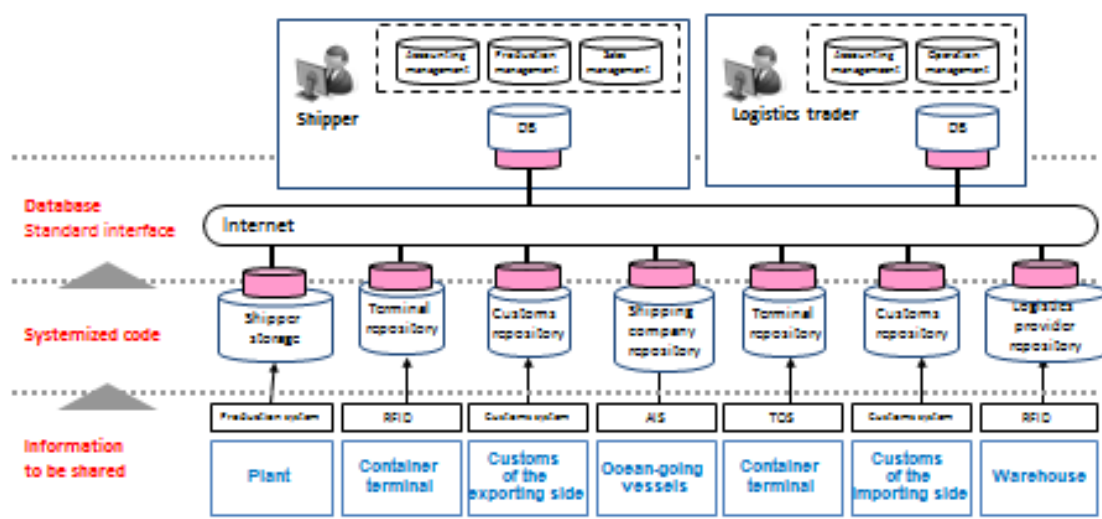 Accounting
management
Production
management
Sales
management
Shipper
DB
Accounting
management
Operation
management
Logistics trader
DB
Database
Standard interface
Internet
Systemized code
Shipper
storage
Terminal
repository
Customs
repository
Shipping
company
repository
Terminal
repository
Customs
repository
Logistics
provider
repository
Information
to be shared
Production system
RFID
Customs system
AIS
TOS
Customs system
RFID
Plant
Container
terminal
Customs
of the
exporting side
Ocean-going
vessels
Container
terminal
Customs
of the
importing side
Warehouse